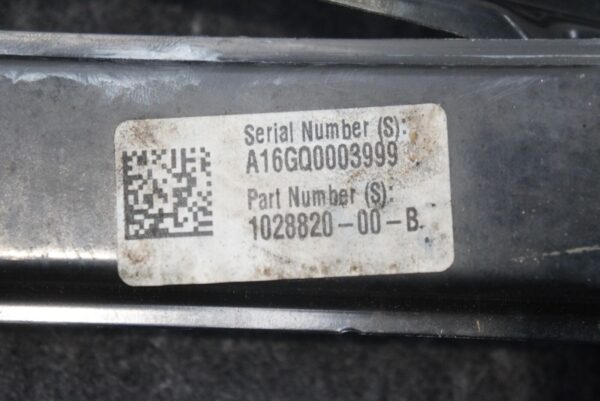 Serial Number (S):
A16GQ0003999
Part Number (S):
1028820-00-B.